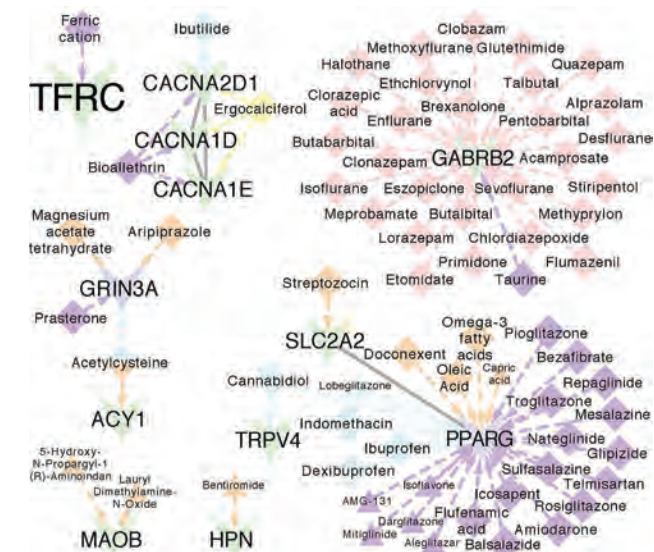 Ferric
cation
TFRC
Ibutilide
CACNA2D1
Ergocalciferol
CACNA1D
Bioallethrin
CACNA1E
Clobazam
Methoxyflurane
Glutethimide
Halothane
Quazepam
Ethchlorvynol
Talbutal
Clorazepic
acid
Brexanolone
Alprazolam
Enflurane
Pentobarbital
Desflurane
Butabarbital
GABRB2
Clonazepam
Acamprosate
Isoflurane
Eszopiclone
Sevoflurane
Stiripentol
Meprobamate
Butalbital
Methyprylon
Lorazepam
Chlordiazepoxide
Primidone
Flumazenil
Etomidate
Taurine
Magnesium
acetate
tetrahydrate
Aripiprazole
GRIN3A
Prasterone
Acetylcysteine
ACY1
5-Hydroxy-
N-Propargyl-1
(R)-Aminoindan
Lauryl
Dimethylamine-
N-Oxide
MAOB
Bentiromide
HPN
Cannabidiol
TRPV4
Streptozocin
SLC2A2
Omega-3
fatty
acids
Doconexent
Oleic
Acid
Capric
acid
Pioglitazone
Bezafibrate
Lobeglitazone
Repaglinide
Troglitazone
Mesalazine
Indomethacin
PPARG
Nateglinide
Ibuprofen
Glipizide
Dexibuprofen
Sulfasalazine
Telmisartan
Isoflavone
Icosapent
AMG-131
Rosiglitazone
Darglitazone
Flufenamic
acid
Amiodarone
Mitiglinide
Aleglitazar
Balsalazide